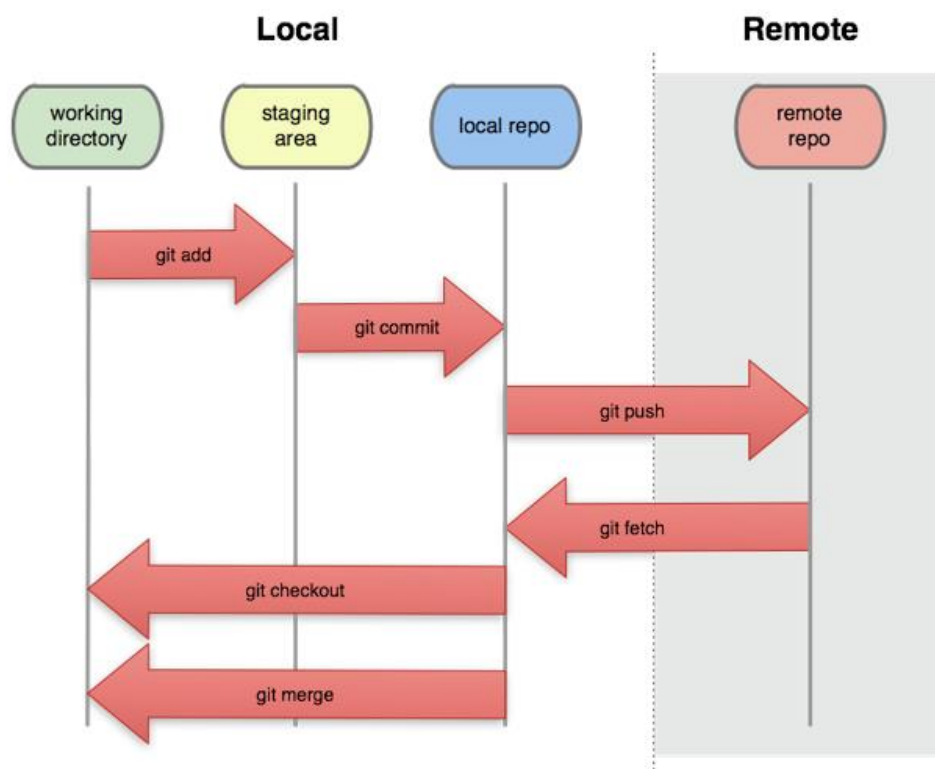 Local
Remote
working
directory
staging
area
local repo
remote
repo
git add
git commit
git push
git fetch
git checkout
git merge